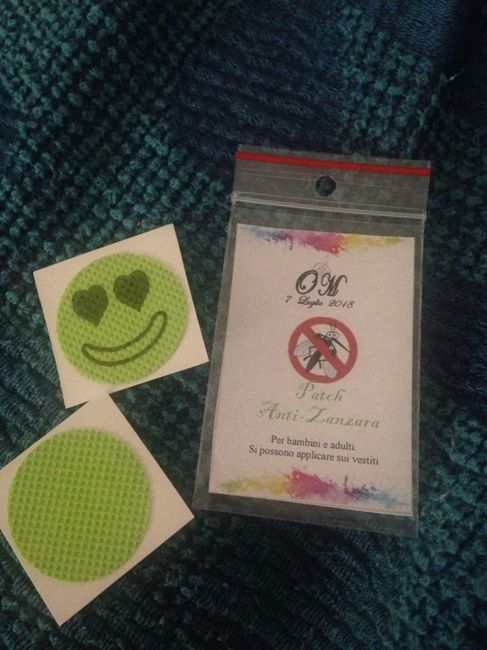 OM
7 Luglio 2018
Patch
Anti-Zanzara
Per bambini e adulti.
Si possono applicare sui vestiti